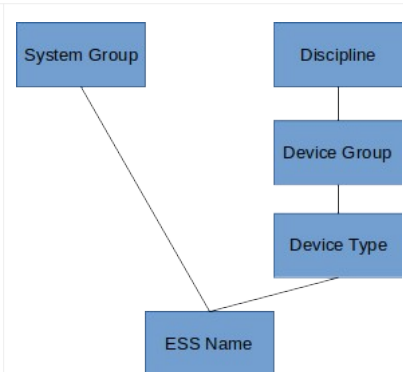 System Group
Discipline
Device Group
Device Type
ESS Name